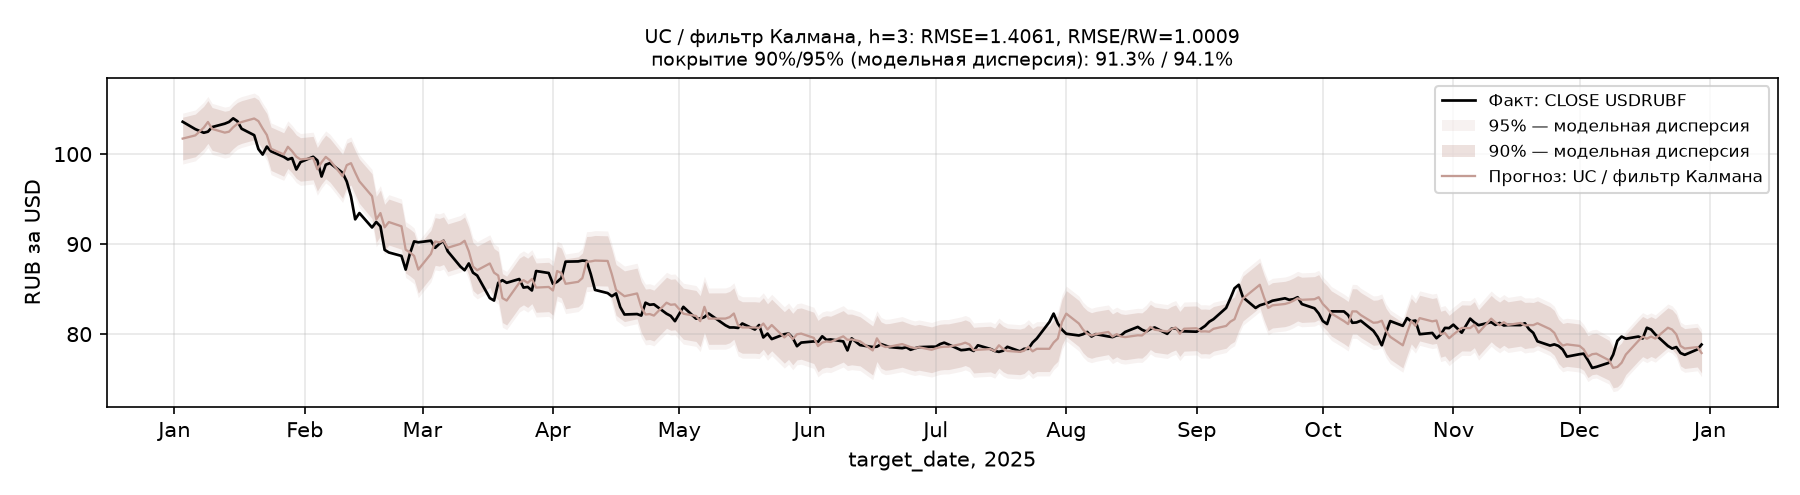 UC / фильтр Калмана, h=3: RMSE=1.4061, RMSE/RW=1.0009
покрытие 90%/95% (модельная дисперсия): 91.3% / 94.1%
Факт: CLOSE USDRUBF
95% — модельная дисперсия
90% — модельная дисперсия
Прогноз: UC / фильтр Калмана
RUB за USD
100
90
80
Jan Feb Mar Apr May Jun Jul Aug Sep Oct Nov Dec Jan
target_date, 2025